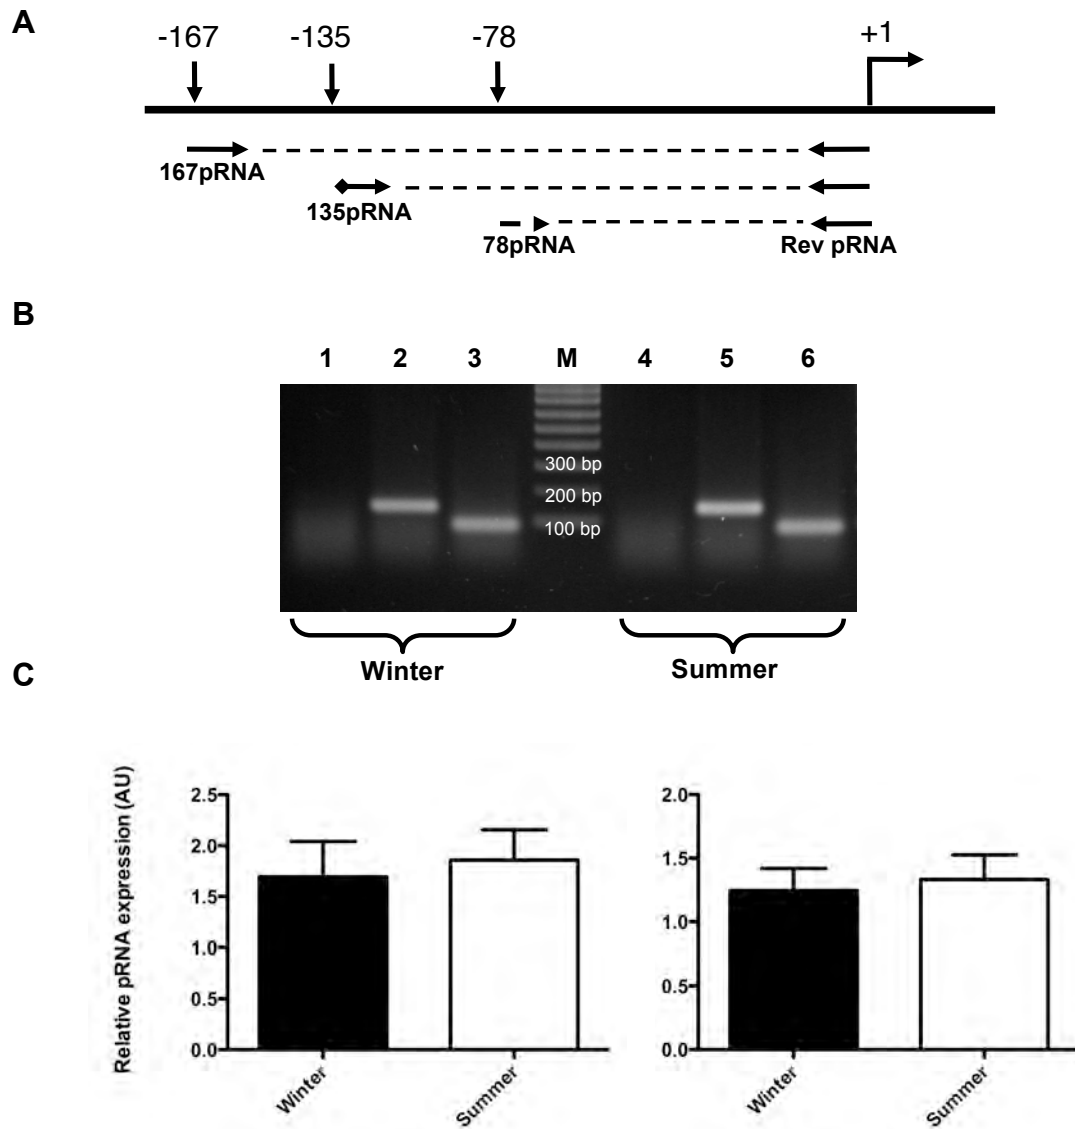 A
-167 -135 -78 +1
167pRNA
135pRNA
78pRNA Rev pRNA
B
1 2 3 M 4 5 6
300 bp
200 bp
100 bp
Winter Summer
C
Relative pRNA expression (AU)
2.5
2.0
1.5
1.0
0.5
0.0
Winter Summer
2.0
1.5
1.0
0.5
0.0
Winter Summer